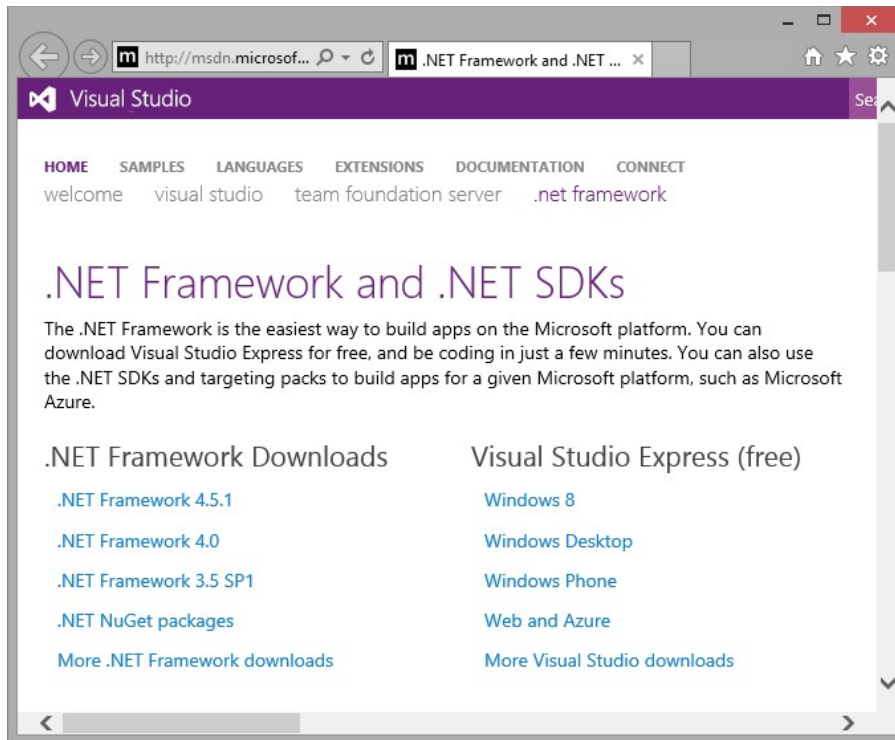 http://msdn.microsof...
.NET Framework and .NET ...
Visual Studio
HOME SAMPLES LANGUAGES EXTENSIONS DOCUMENTATION CONNECT
welcome visual studio team foundation server .net framework
.NET Framework and .NET SDKs
The .NET Framework is the easiest way to build apps on the Microsoft platform. You can
download Visual Studio Express for free, and be coding in just a few minutes. You can also use
the .NET SDKs and targeting packs to build apps for a given Microsoft platform, such as Microsoft
Azure.
.NET Framework Downloads
.NET Framework 4.5.1
.NET Framework 4.0
.NET Framework 3.5 SP1
.NET NuGet packages
More .NET Framework downloads
Visual Studio Express (free)
Windows 8
Windows Desktop
Windows Phone
Web and Azure
More Visual Studio downloads